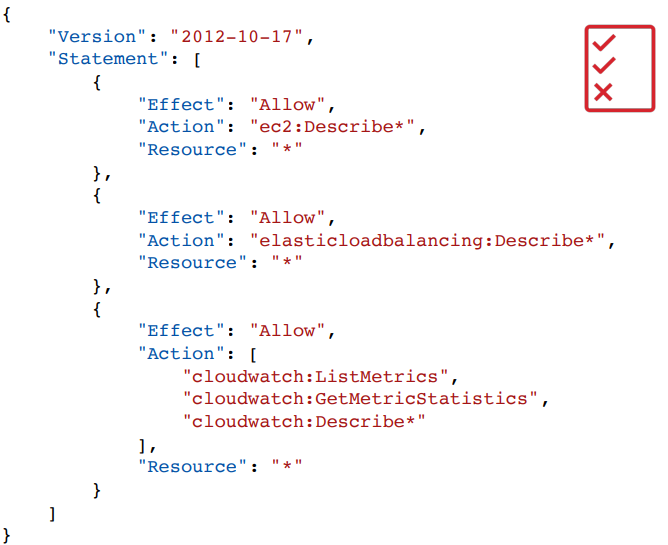 {
    "Version": "2012-10-17",
    "Statement": [
        {
            "Effect": "Allow",
            "Action": "ec2:Describe*",
            "Resource": "*"
        },
        {
            "Effect": "Allow",
            "Action": "elasticloadbalancing:Describe*",
            "Resource": "*"
        },
        {
            "Effect": "Allow",
            "Action": [
                "cloudwatch:ListMetrics",
                "cloudwatch:GetMetricStatistics",
                "cloudwatch:Describe*"
            ],
            "Resource": "*"
        }
    ]
}